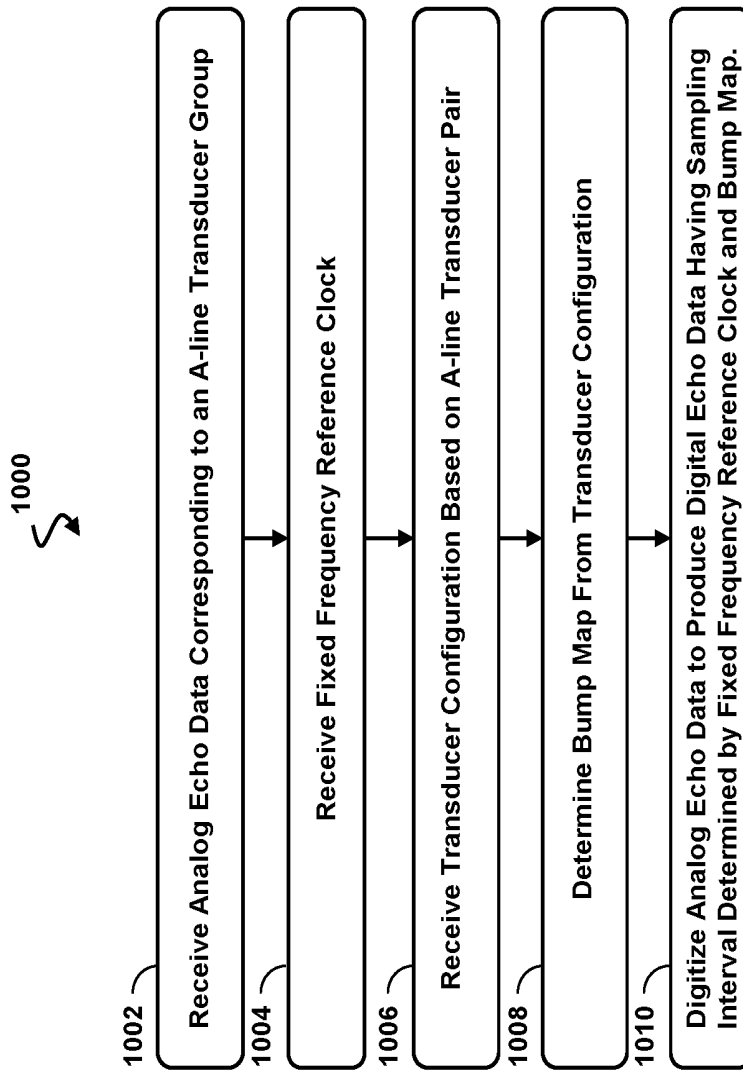 1000
1002
Receive Analog Echo Data Corresponding to an A-line Transducer Group
1004
Receive Fixed Frequency Reference Clock
1006
Receive Transducer Configuration Based on A-line Transducer Pair
1008
Determine Bump Map From Transducer Configuration
1010
Digitize Analog Echo Data to Produce Digital Echo Data Having Sampling
Interval Determined by Fixed Frequency Reference Clock and Bump Map.